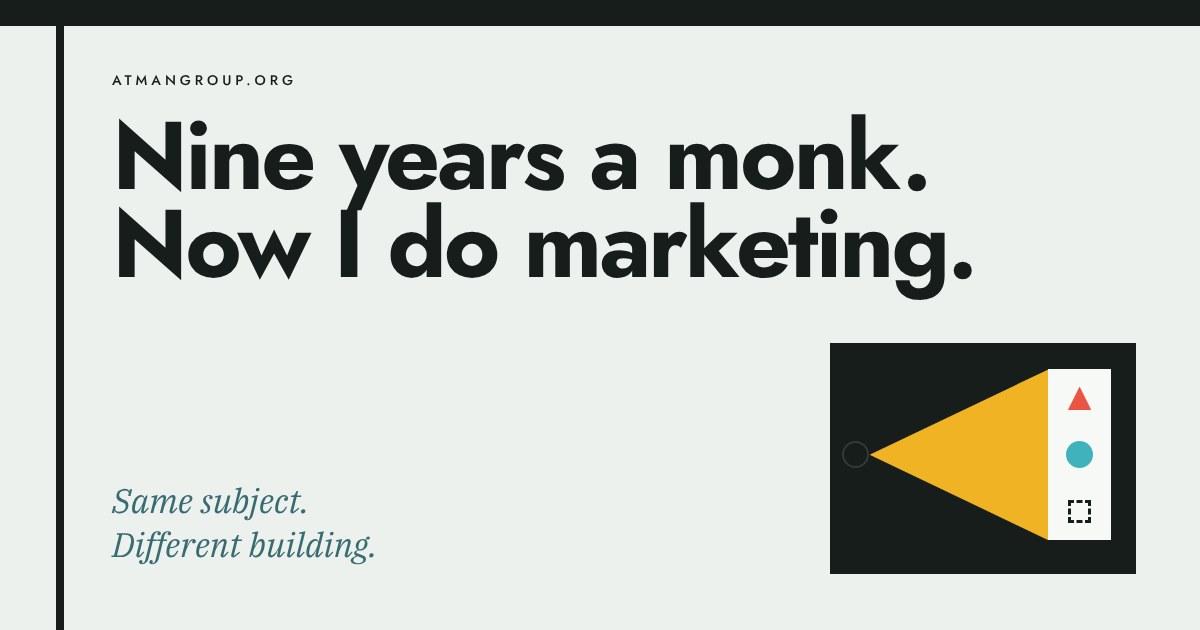 ATMANGROUP.ORG
Nine years a monk.
Now I do marketing.
Same subject.
Different building.